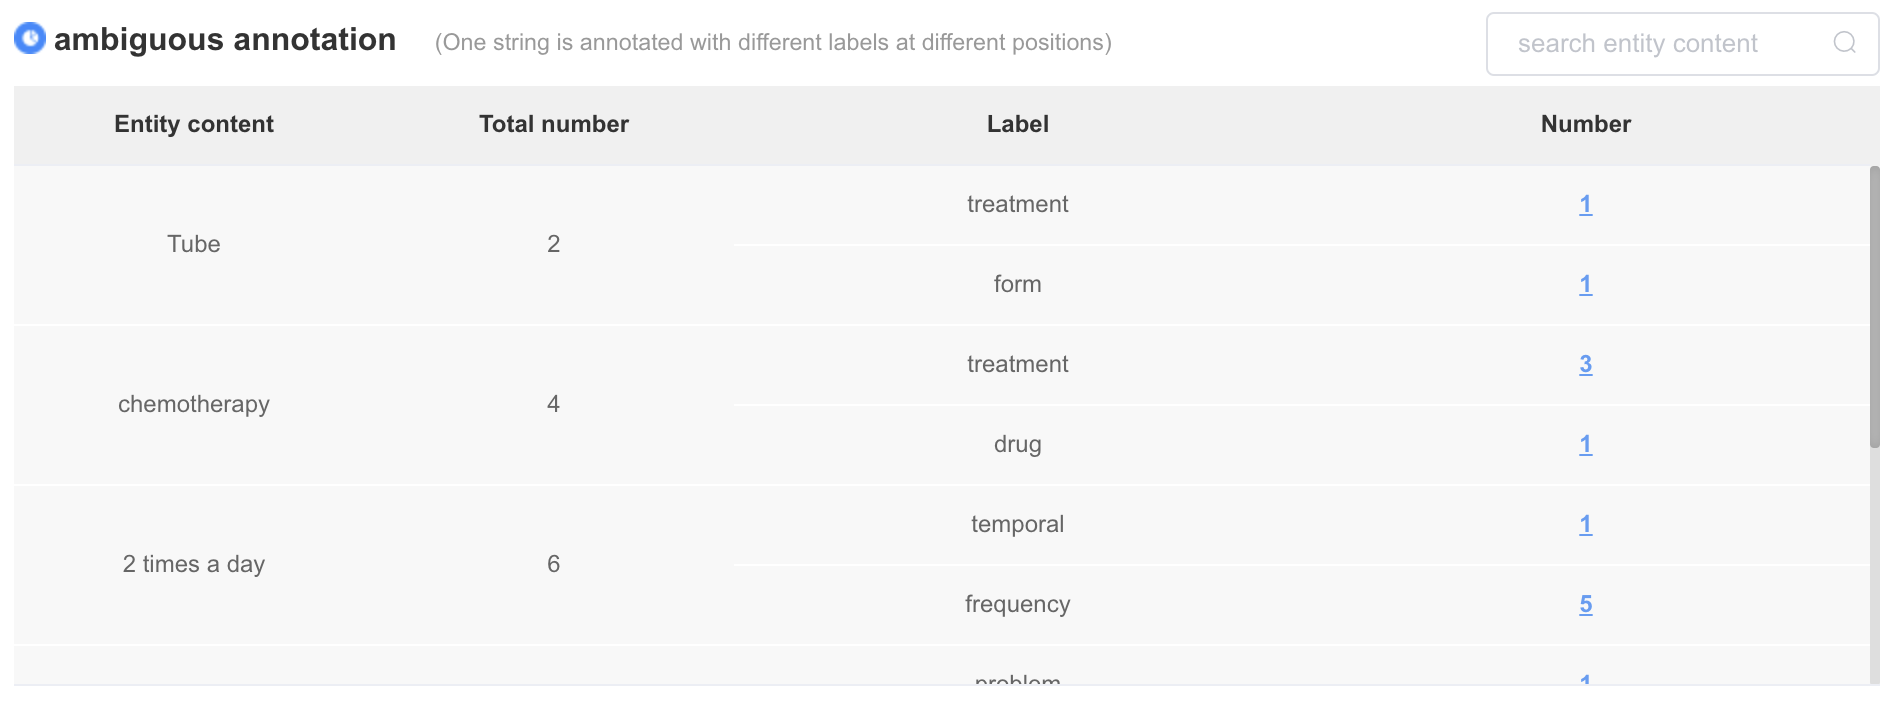 ambiguous annotation (One string is annotated with different labels at different positions) search entity content
Entity content Total number Label Number
treatment 1
Tube 2
form 1
treatment 3
chemotherapy 4
drug 1
temporal 1
2 times a day 6
frequency 5
problem 1